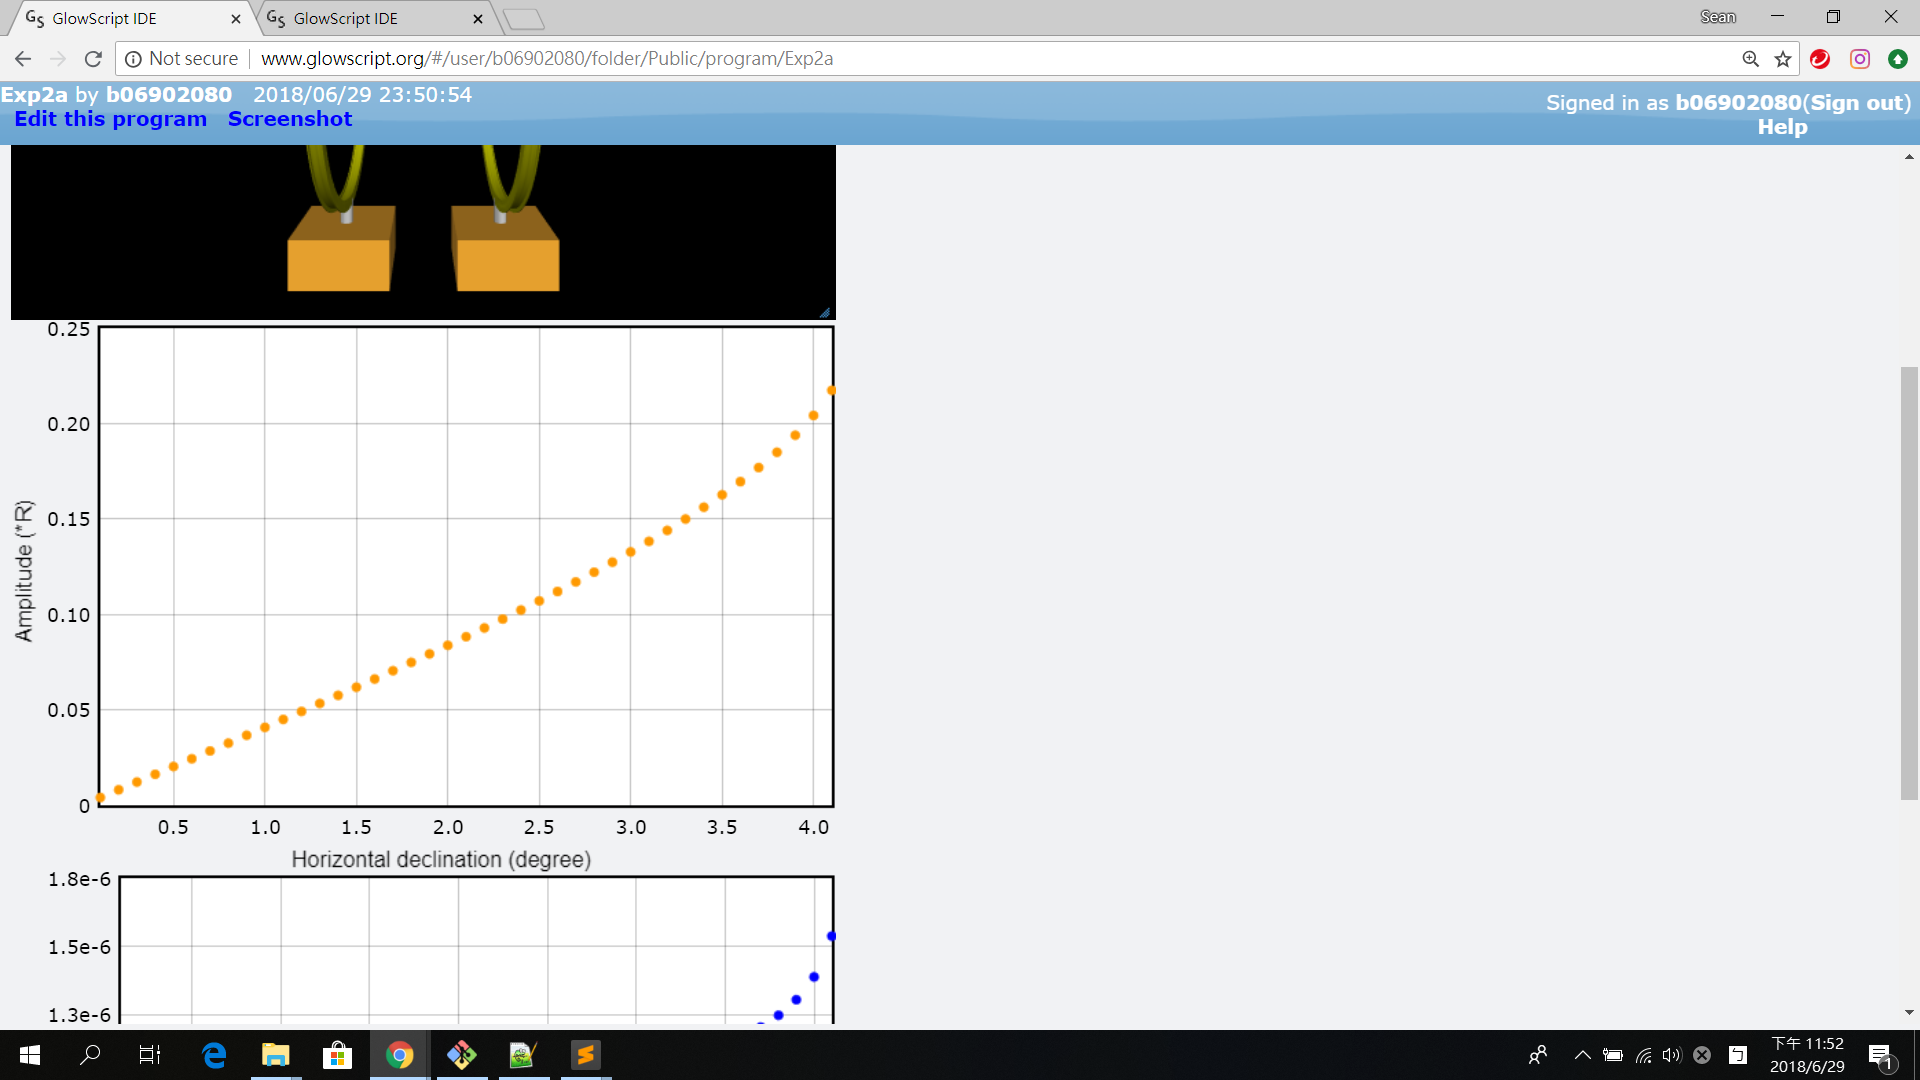 GlowScript IDE
GlowScript IDE
Sean
Not secure
www.glowscript.org/#/user/b06902080/folder/Public/program/Exp2a
Exp2a by b06902080 2018/06/29 23:50:54
Signed in as b06902080(Sign out)
Edit this program Screenshot
Help
0.25
0.20
0.15
0.10
0.05
0
Amplitude (*R)
0.5 1.0 1.5 2.0 2.5 3.0 3.5 4.0
Horizontal declination (degree)
1.8e-6
1.5e-6
1.3e-6
下午 11:52
2018/6/29
1